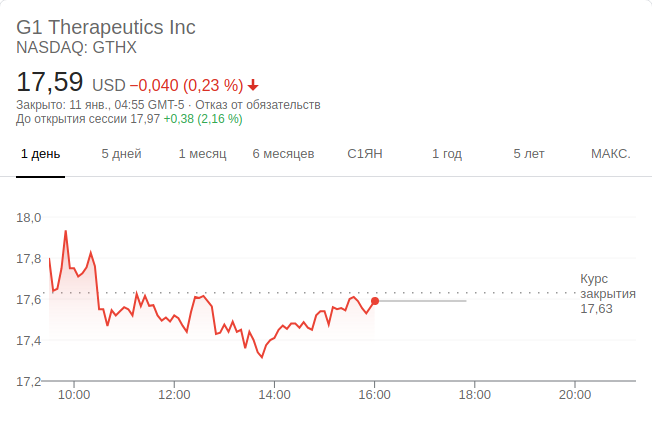 G1 Therapeutics Inc
NASDAQ: GTHX
17,59 USD −0,040 (0,23 %)
Закрыто: 11 янв., 04:55 GMT-5 · Отказ от обязательств
До открытия сессии 17,97 +0,38 (2,16 %)
1 день 5 дней 1 месяц 6 месяцев С1ЯН 1 год 5 лет МАКС.
18,0
17,8
17,6
17,4
17,2
Курс
закрытия
17,63
10:00 12:00 14:00 16:00 18:00 20:00